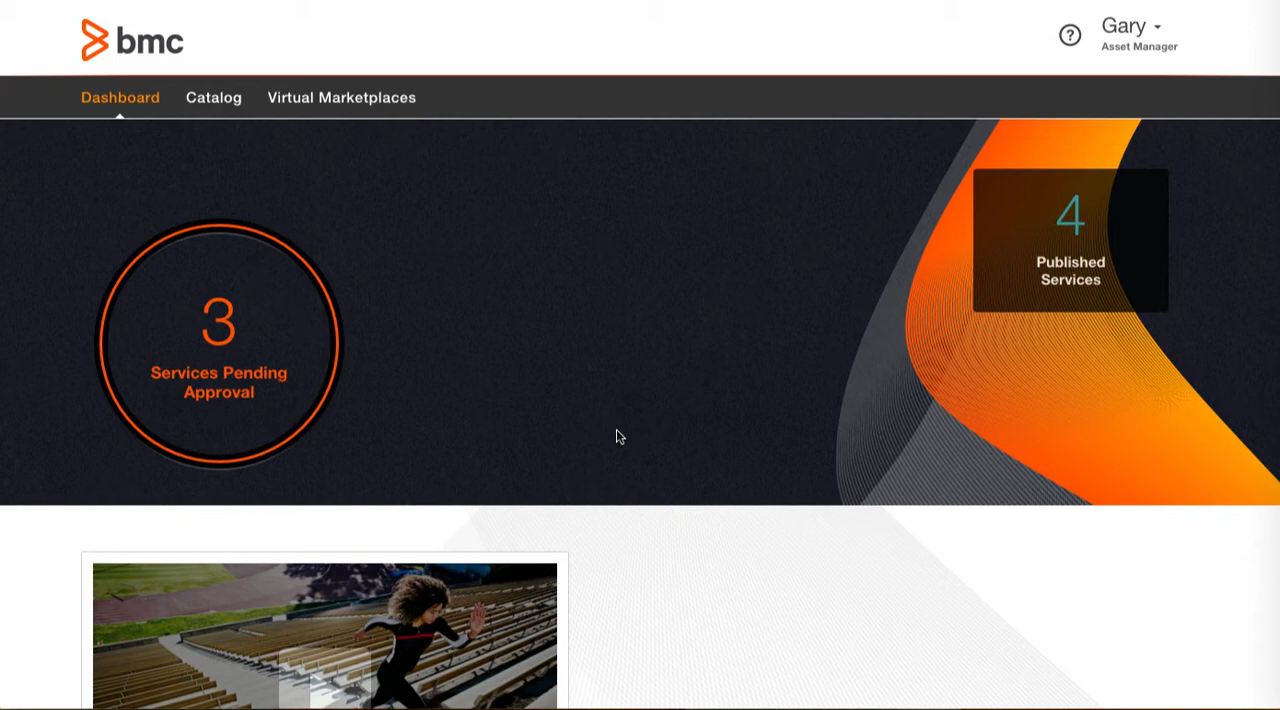 bmc
?
Gary
Asset Manager
Dashboard Catalog Virtual Marketplaces
4
Published
Services
3
Services Pending
Approval